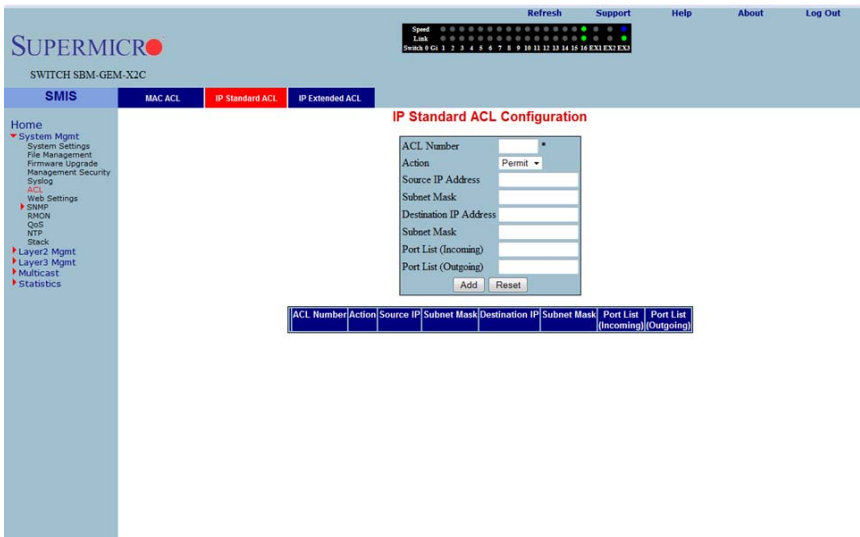 Refresh Support Help About Log Out
Speed
Link
Switch 0 Gi 1 2 3 4 5 6 7 8 9 10 11 12 13 14 15 16 EX1 EX2 EX3
SUPERMICRO
SWITCH SBM-GEM-X2C
SMIS
MAC ACL IP Standard ACL IP Extended ACL
Home
System Mgmt
System Settings
File Management
Firmware Upgrade
Management Security
Syslog
ACL
Web Settings
SNMP
RMON
QoS
NTP
Stack
Layer2 Mgmt
Layer3 Mgmt
Multicast
Statistics
IP Standard ACL Configuration
ACL Number *
Action Permit
Source IP Address
Subnet Mask
Destination IP Address
Subnet Mask
Port List (Incoming)
Port List (Outgoing)
Add Reset
ACL Number Action Source IP Subnet Mask Destination IP Subnet Mask Port List (Incoming) Port List (Outgoing)